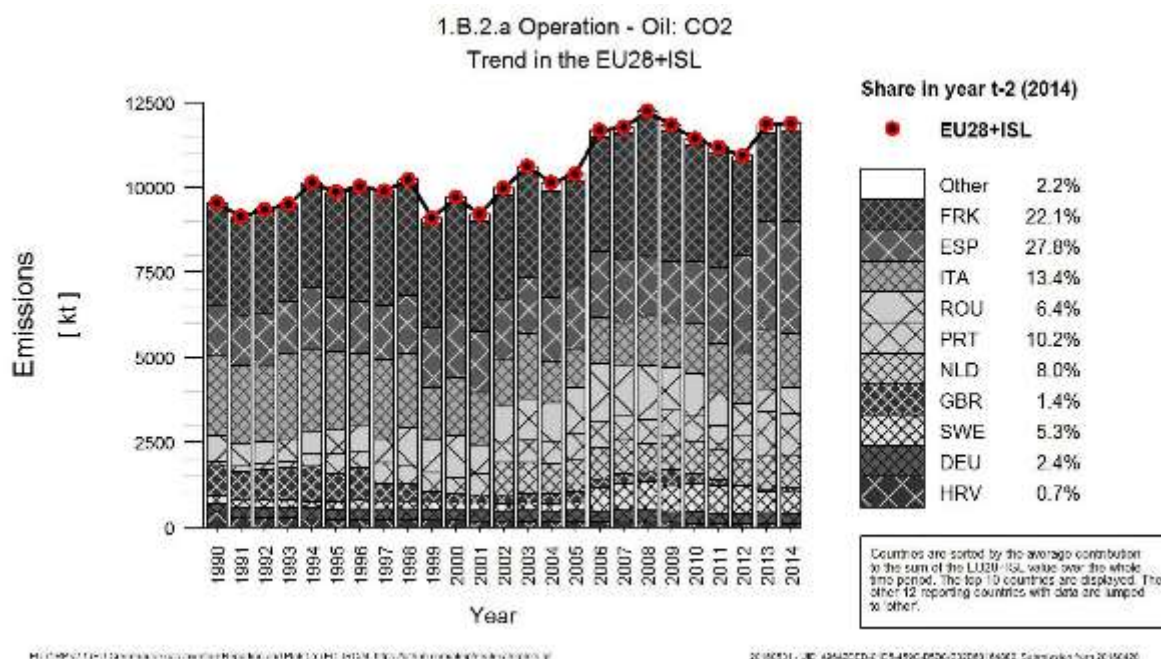 1.B.2.a Operation - Oil: CO2
Trend in the EU28+ISL
Emissions
[ kt ]
12500
10000
7500
5000
2500
0
1990
1991
1992
1993
1994
1995
1996
1997
1998
1999
2000
2001
2002
2003
2004
2005
2006
2007
2008
2009
2010
2011
2012
2013
2014
Year
Share in year t-2 (2014)
EU28+ISL
Other 2.2%
FRK 22.1%
ESP 27.8%
ITA 13.4%
ROU 6.4%
PRT 10.2%
NLD 8.0%
GBR 1.4%
SWE 5.3%
DEU 2.4%
HRV 0.7%
Countries are sorted by the average contribution
to the sum of the EU28+ISL value over the whole
time period. The top 10 countries are displayed. The
other 12 reporting countries with data are lumped
to 'other'.